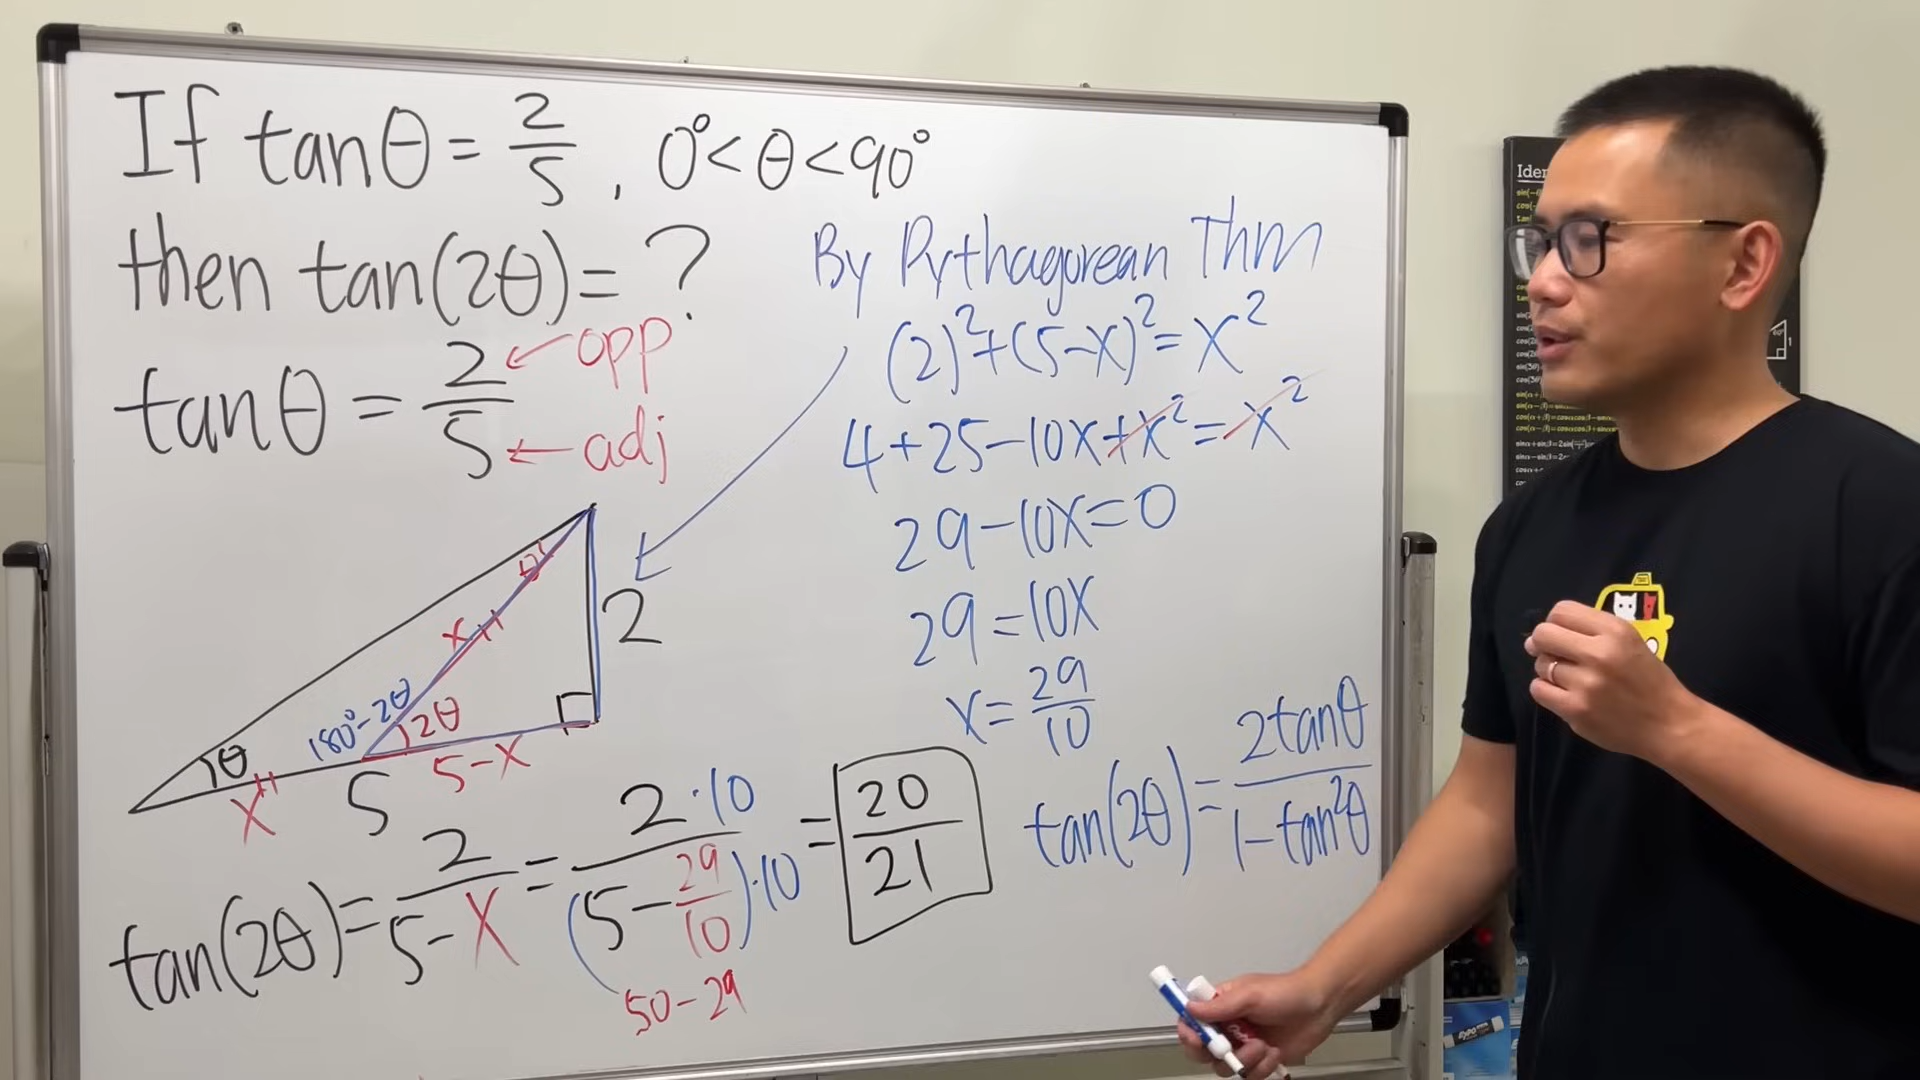 If tanθ = 2/5, 0° < θ < 90°
then tan(2θ) = ?
tanθ = 2/5 ← opp ← adj
θ
x
180°-2θ
2θ
5-x
5
x
θ
2
tan(2θ) = 2/(5-x) = 2·10/(5-29/10)·10 = 20/21
50-29
By Pythagorean Thm
(2)²+(5-x)²=x²
4+25-10x+x²=x²
29-10x=0
29=10x
x=29/10
tan(2θ)=2tanθ/1-tan²θ
Iden
EXPO